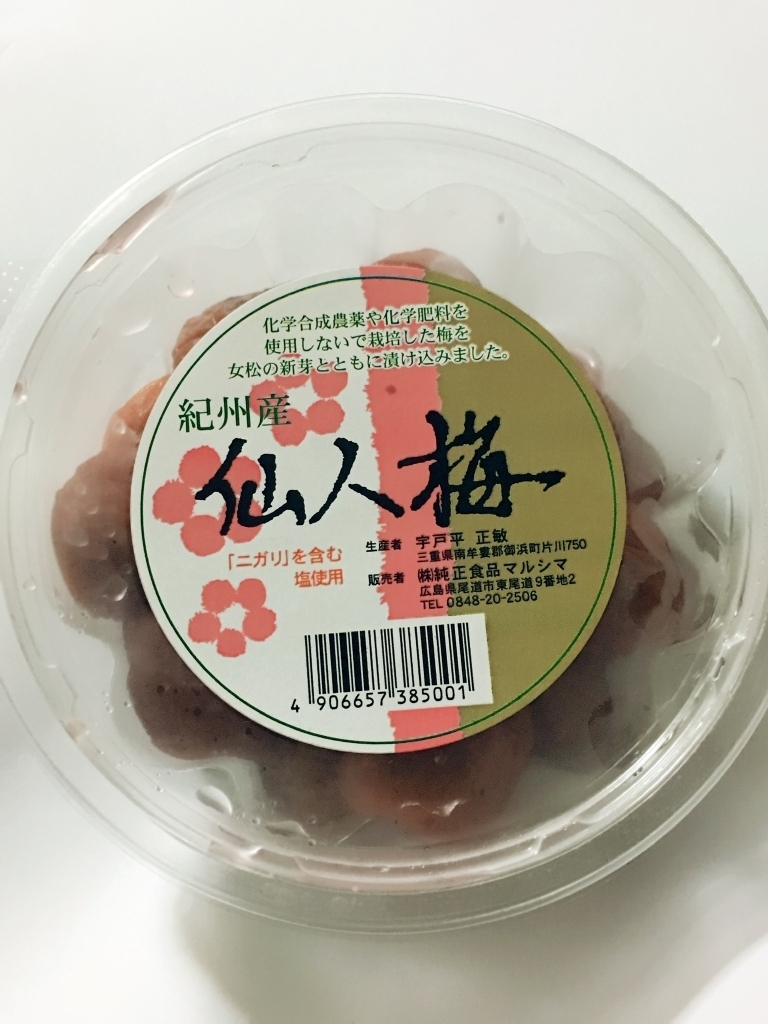 化学合成農薬や化学肥料を
使用しないで栽培した梅を
女松の新芽とともに漬け込みました。
紀州産
仙人梅
「ニガリ」を含む
塩使用
生産者 宇戸平 正敏
三重県南牟婁郡御浜町片川750
販売者 ㈱純正食品マルシマ
広島県尾道市東尾道9番地2
TEL 0848-20-2506
4 906657 385001